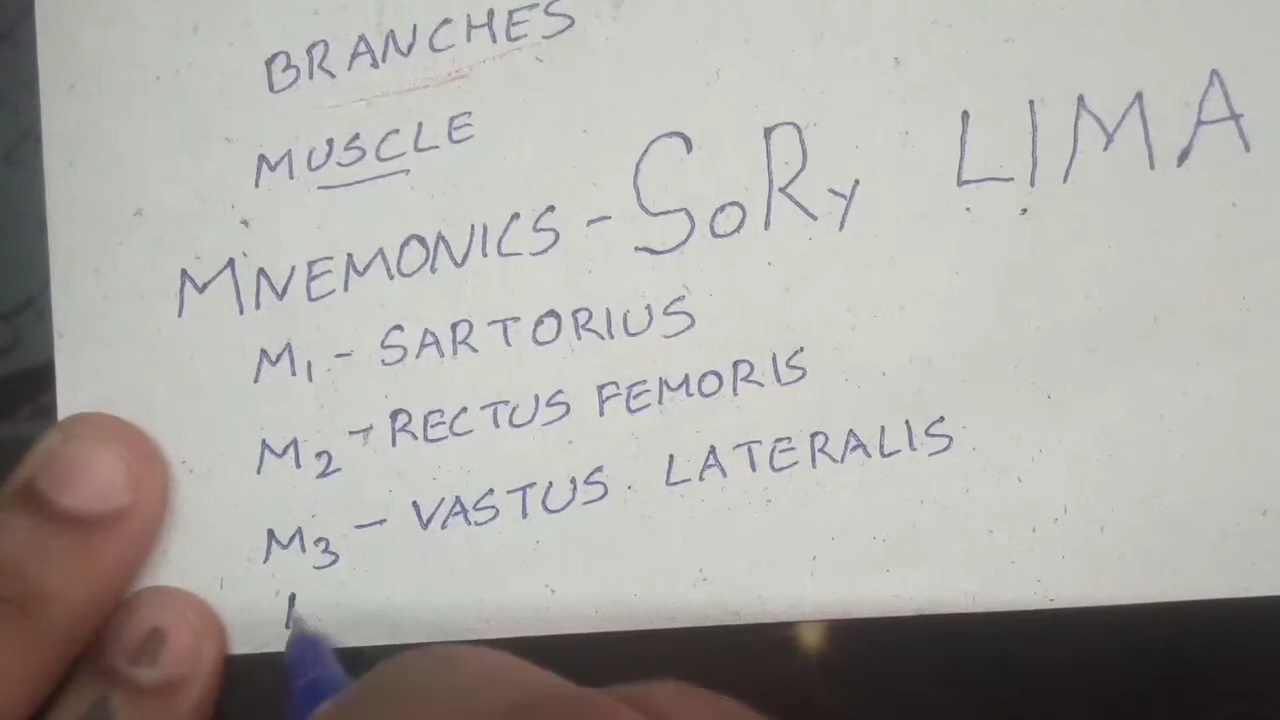 BRANCHES
MUSCLE
MNEMONICS - SoRy LIMA
M1 - SARTORIUS
M2 - RECTUS FEMORIS
M3 - VASTUS LATERALIS